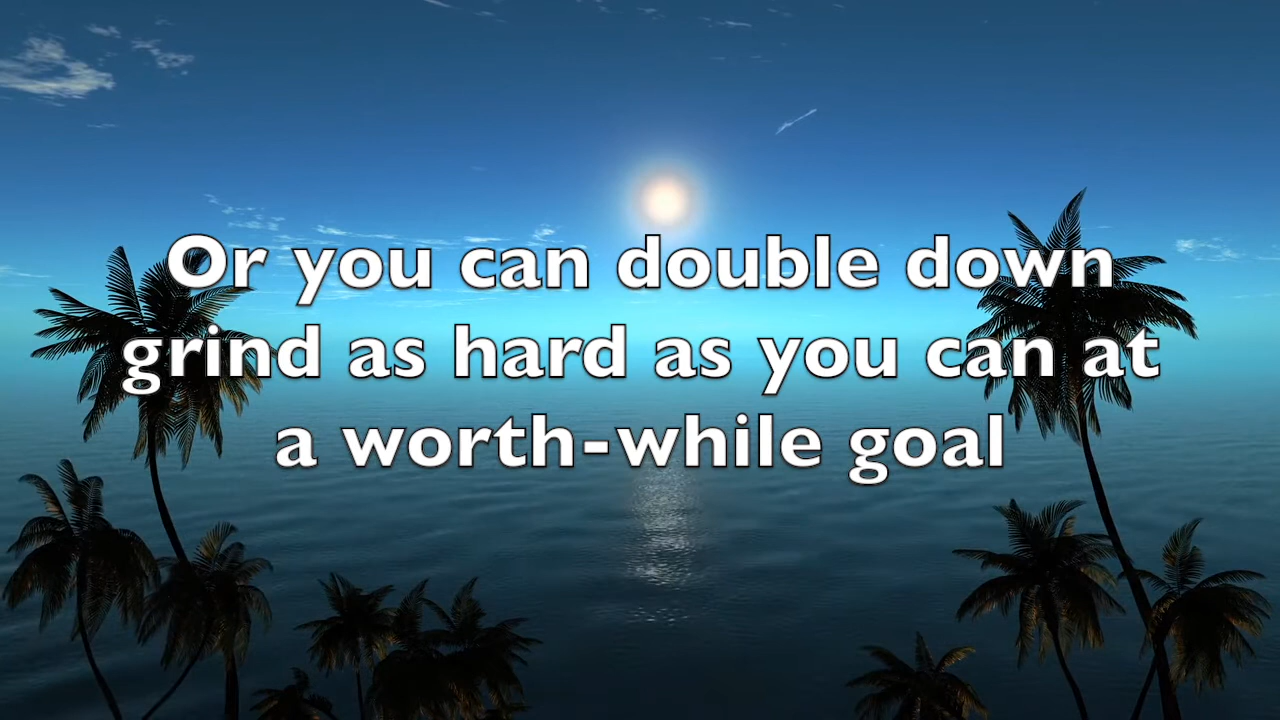 Or you can double down
grind as hard as you can at
a worth-while goal